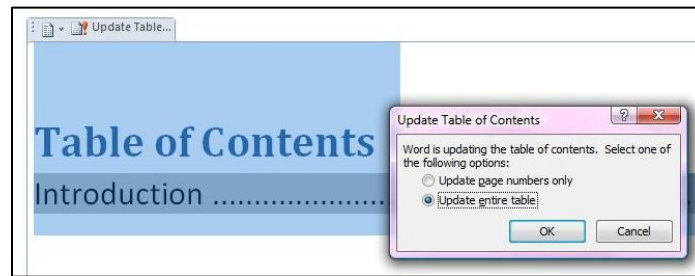 Update Table...
Table of Contents
Introduction ...........................
Update Table of Contents
Word is updating the table of contents. Select one of
the following options:
Update page numbers only
Update entire table
OK Cancel